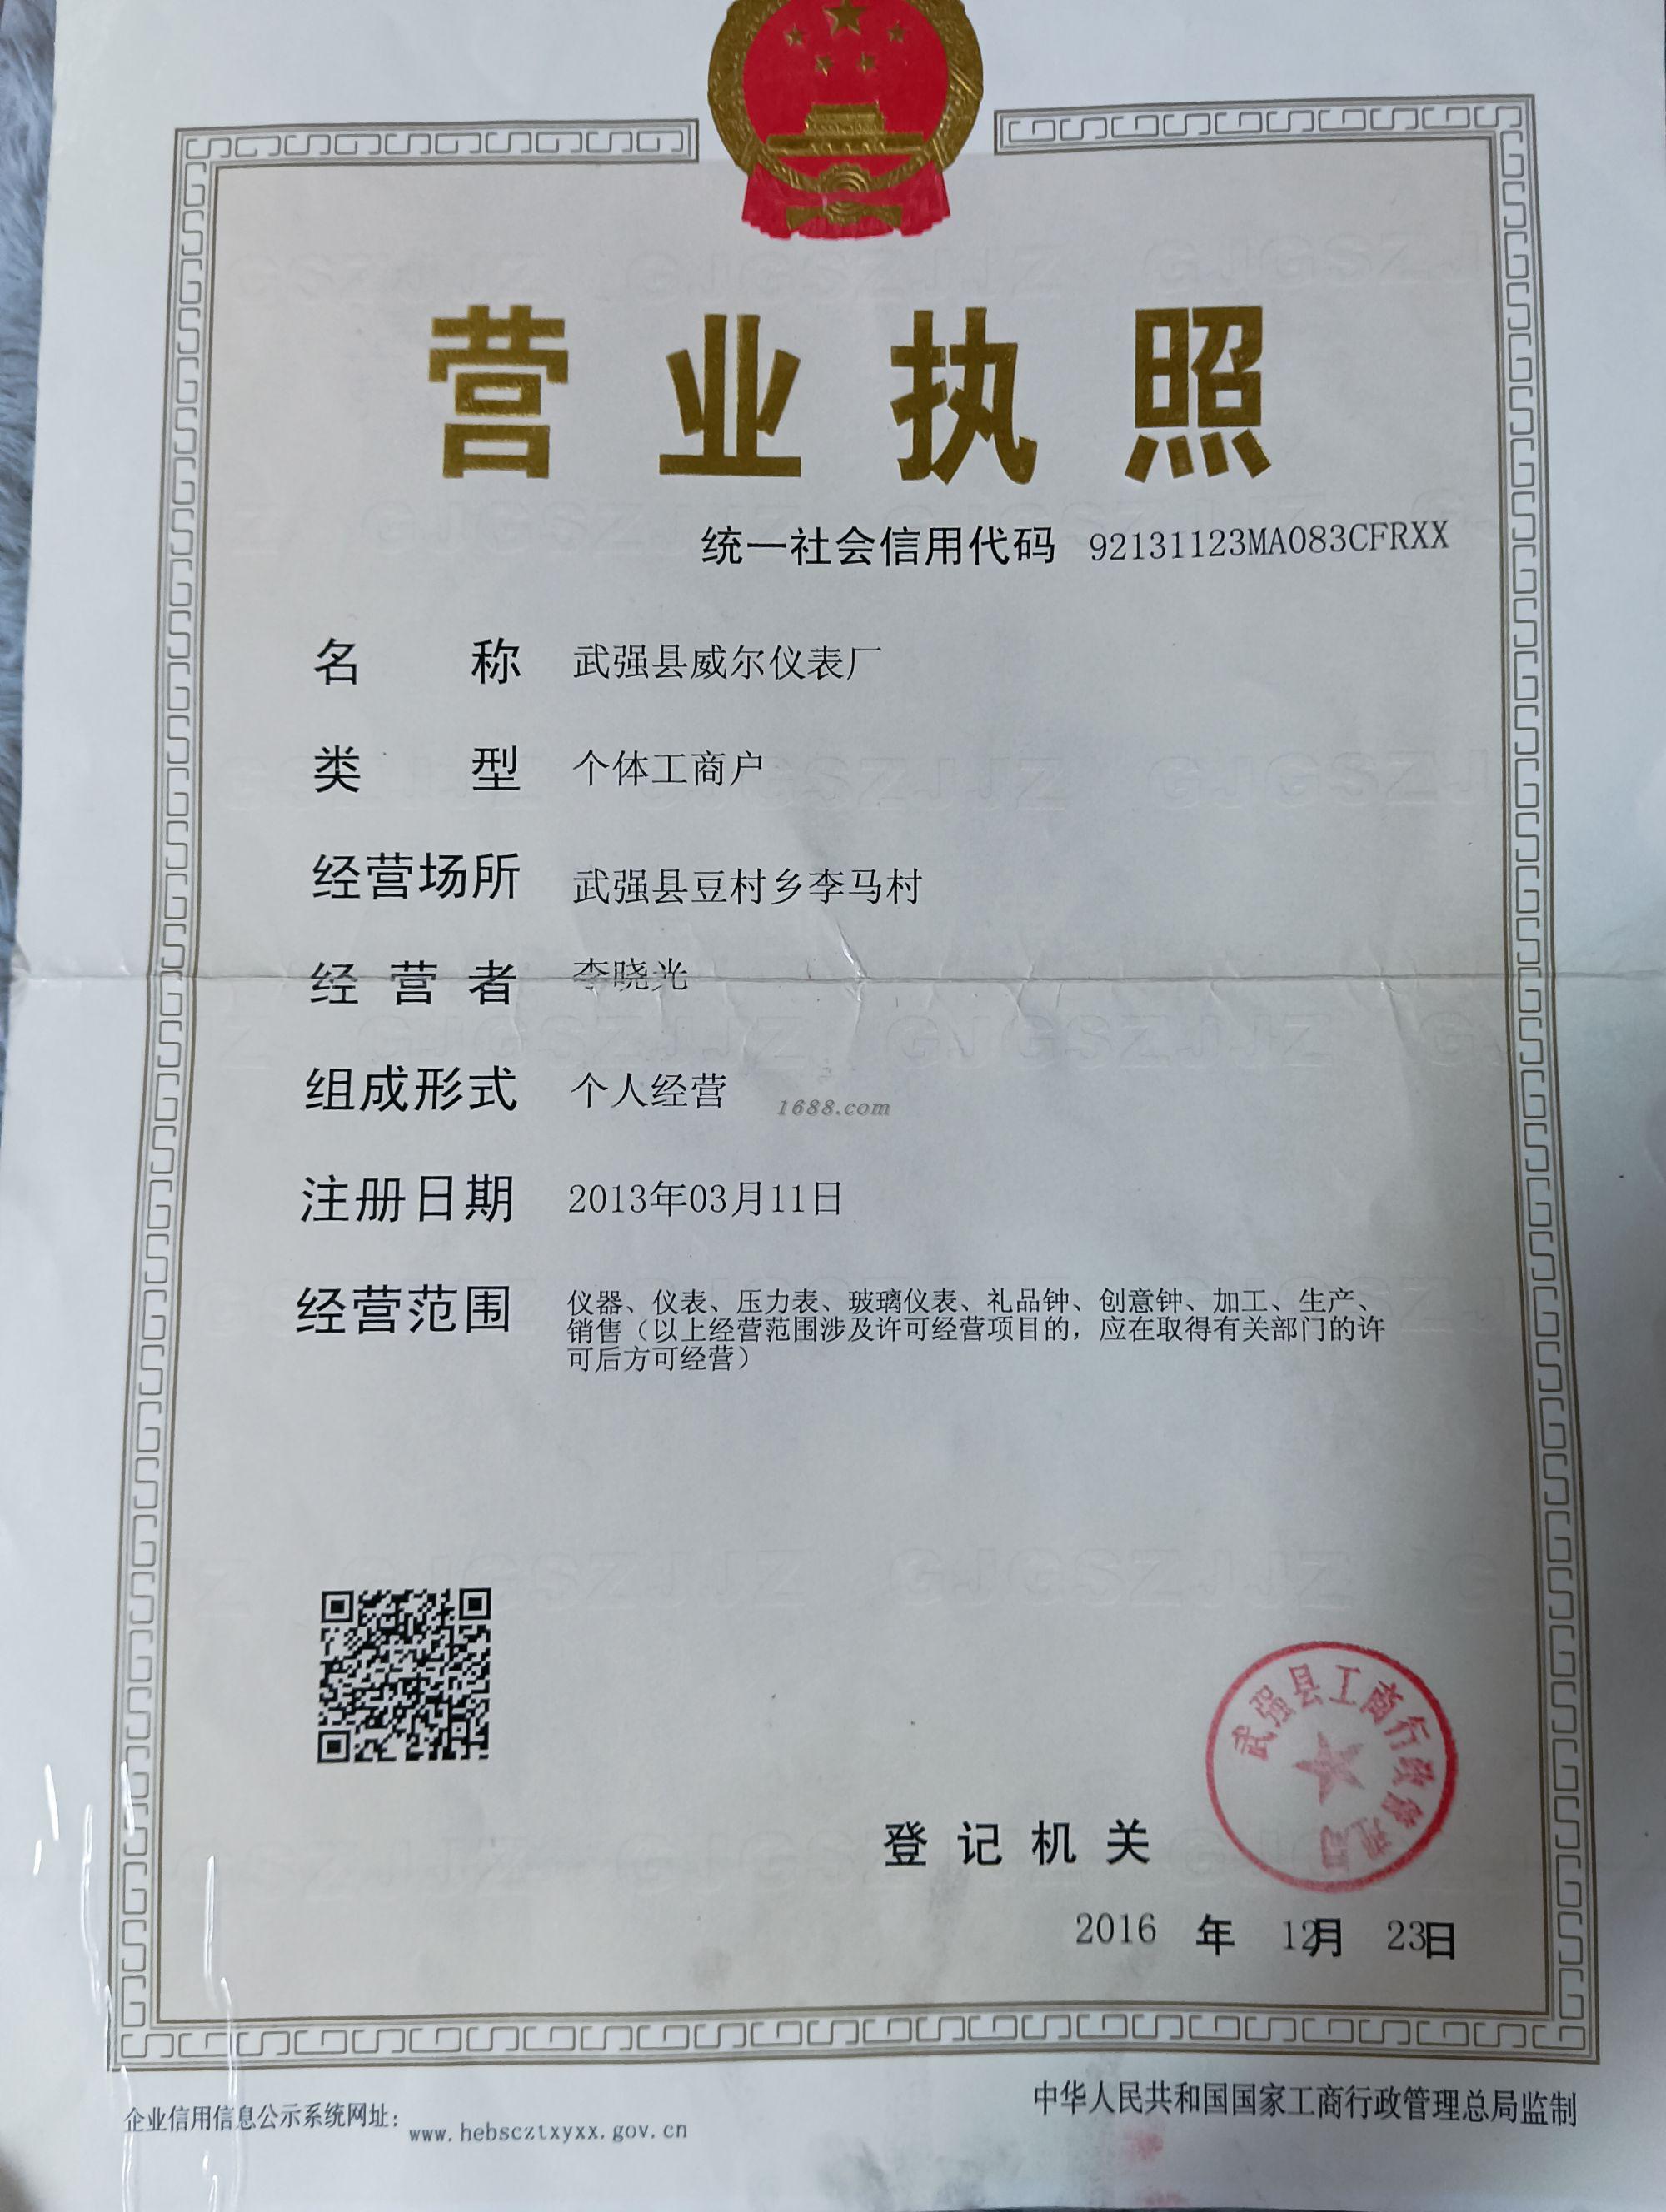 营业执照
统一社会信用代码 92131123MA083CFRXX
名称 武强县威尔仪表厂
类型 个体工商户
经营场所 武强县豆村乡李马村
经营者 李晓光
组成形式 个人经营
1688.com
注册日期 2013年03月11日
经营范围 仪器、仪表、压力表、玻璃仪表、礼品钟、创意钟、加工、生产、
销售（以上经营范围涉及许可经营项目的，应在取得有关部门的许
可后方可经营）
武强县工商行政管理局
登记机关
2016年12月23日
企业信用信息公示系统网址：www.hebscztxyxx.gov.cn
中华人民共和国国家工商行政管理总局监制